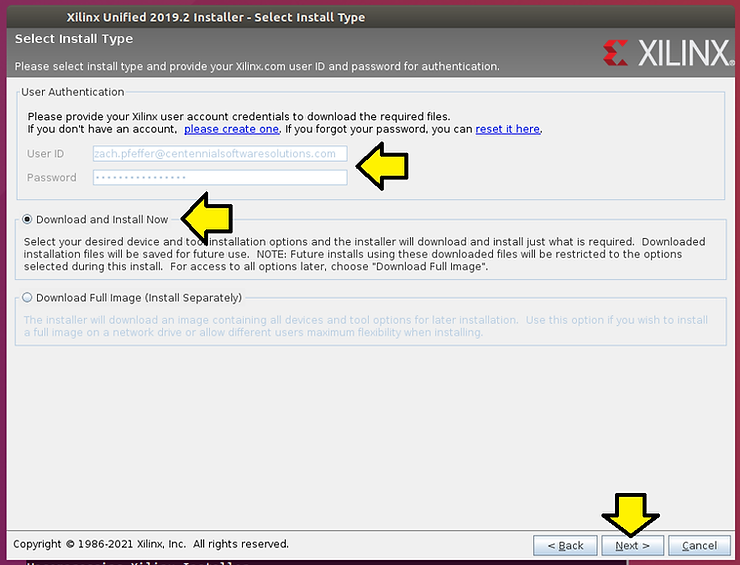 Xilinx Unified 2019.2 Installer - Select Install Type
Select Install Type
Please select install type and provide your Xilinx.com user ID and password for authentication.
XILINX®
User Authentication
Please provide your Xilinx user account credentials to download the required files.
If you don't have an account, please create one. If you forgot your password, you can reset it here.
User ID zach.pfeffer@centennialsoftwaresolutions.com
Password ****************
Download and Install Now
Select your desired device and tool installation options and the installer will download and install just what is required. Downloaded
installation files will be saved for future use. NOTE: Future installs using these downloaded files will be restricted to the options
selected during this install. For access to all options later, choose "Download Full Image".
Download Full Image (Install Separately)
The installer will download an image containing all devices and tool options for later installation. Use this option if you wish to install
a full image on a network drive or allow different users maximum flexibility when installing.
Copyright © 1986-2021 Xilinx, Inc. All rights reserved.
< Back Next > Cancel